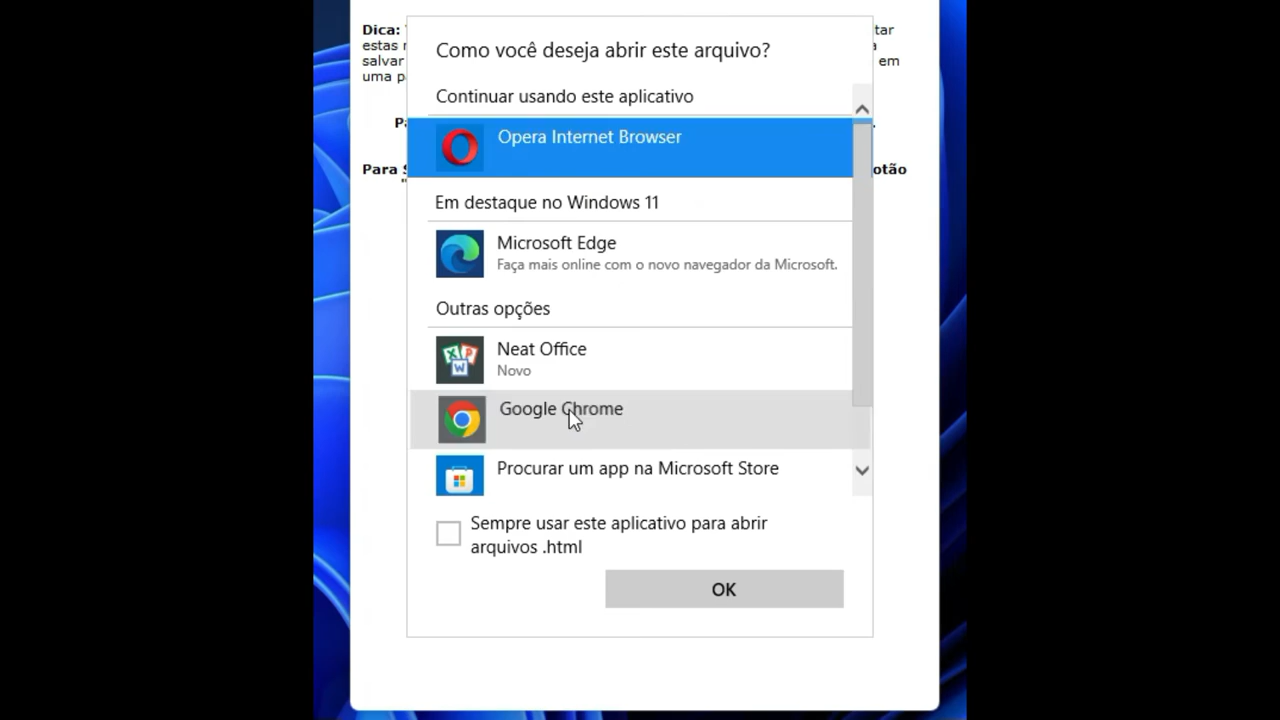 Dica:
tar
estas
salvar
em
uma
Como você deseja abrir este arquivo?
Continuar usando este aplicativo
Opera Internet Browser
Para
otão
Em destaque no Windows 11
Microsoft Edge
Faça mais online com o novo navegador da Microsoft.
Outras opções
Neat Office
Novo
Google Chrome
Procurar um app na Microsoft Store
Sempre usar este aplicativo para abrir
arquivos .html
OK